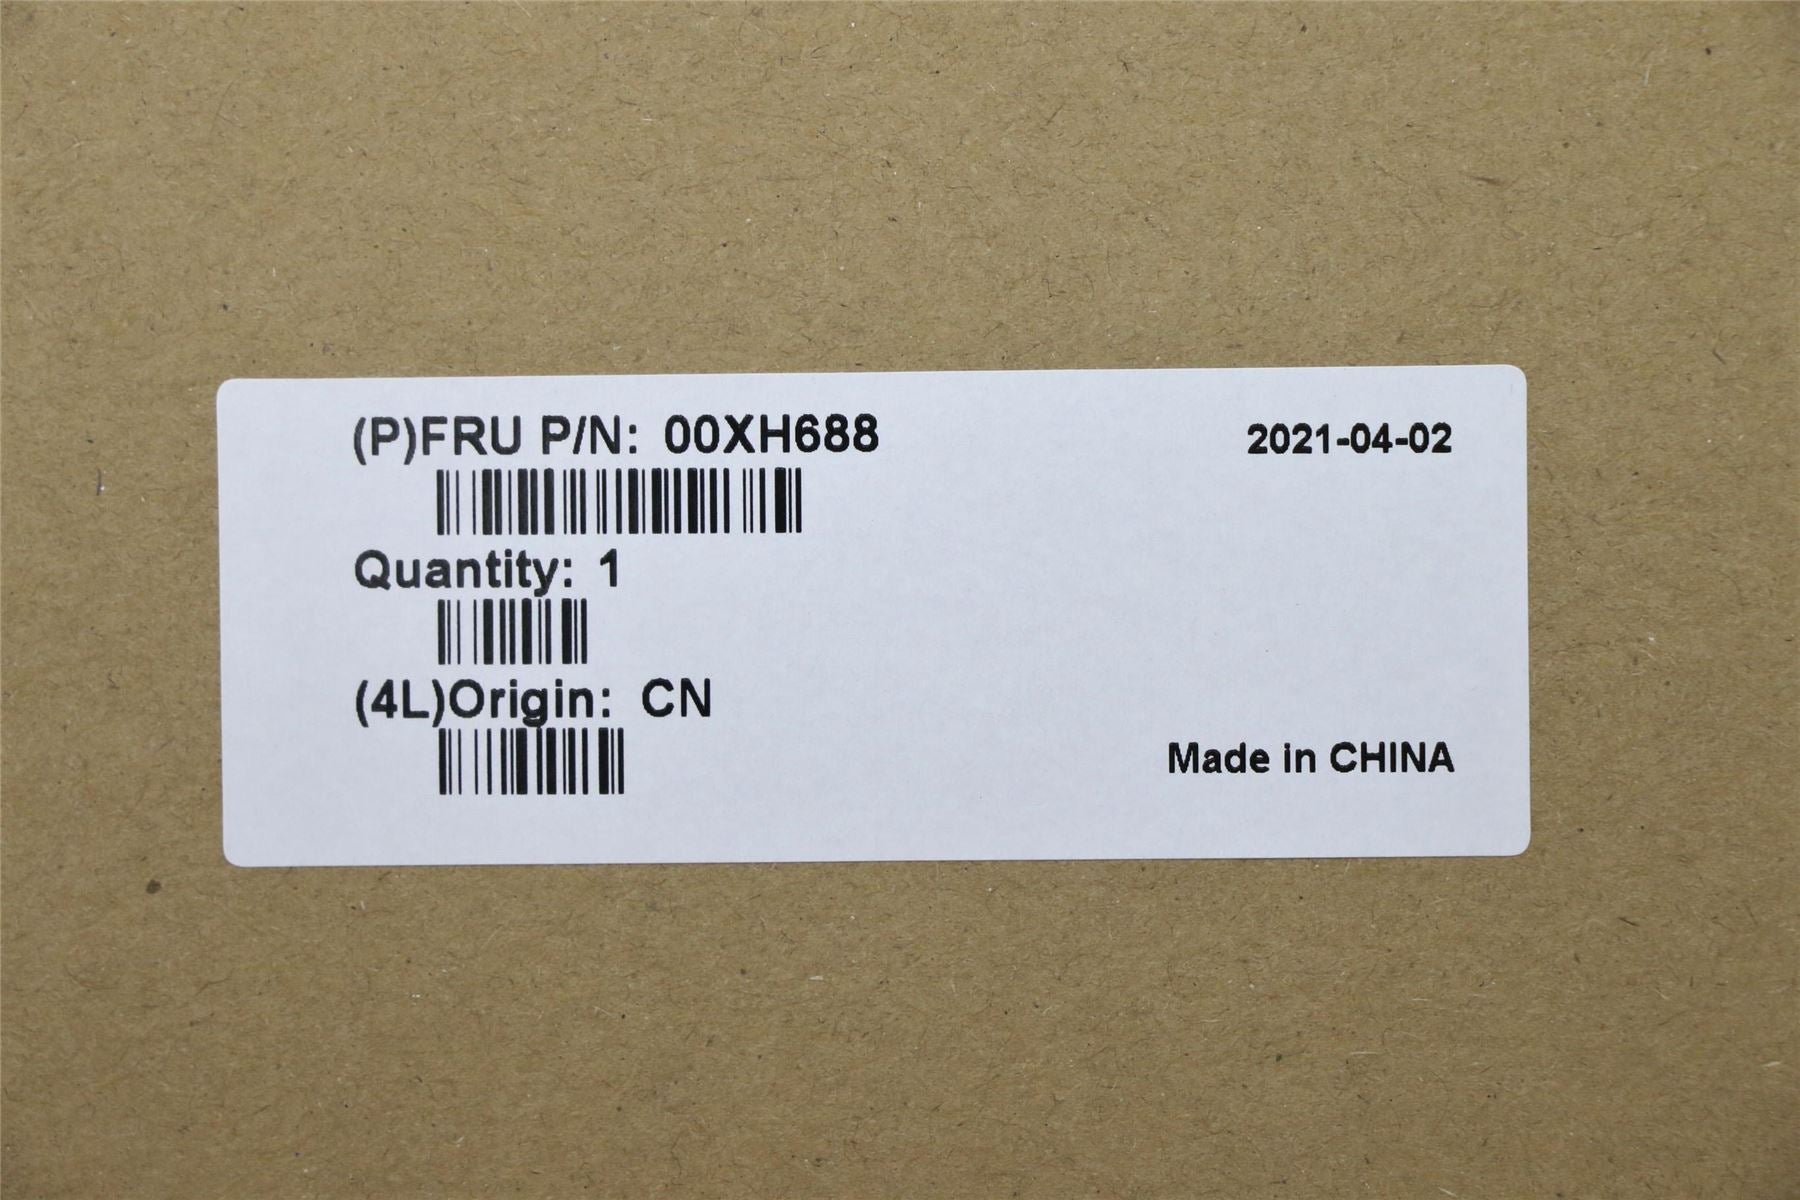 (P)FRU P/N: 00XH688
2021-04-02
Quantity: 1
(4L)Origin: CN
Made in CHINA